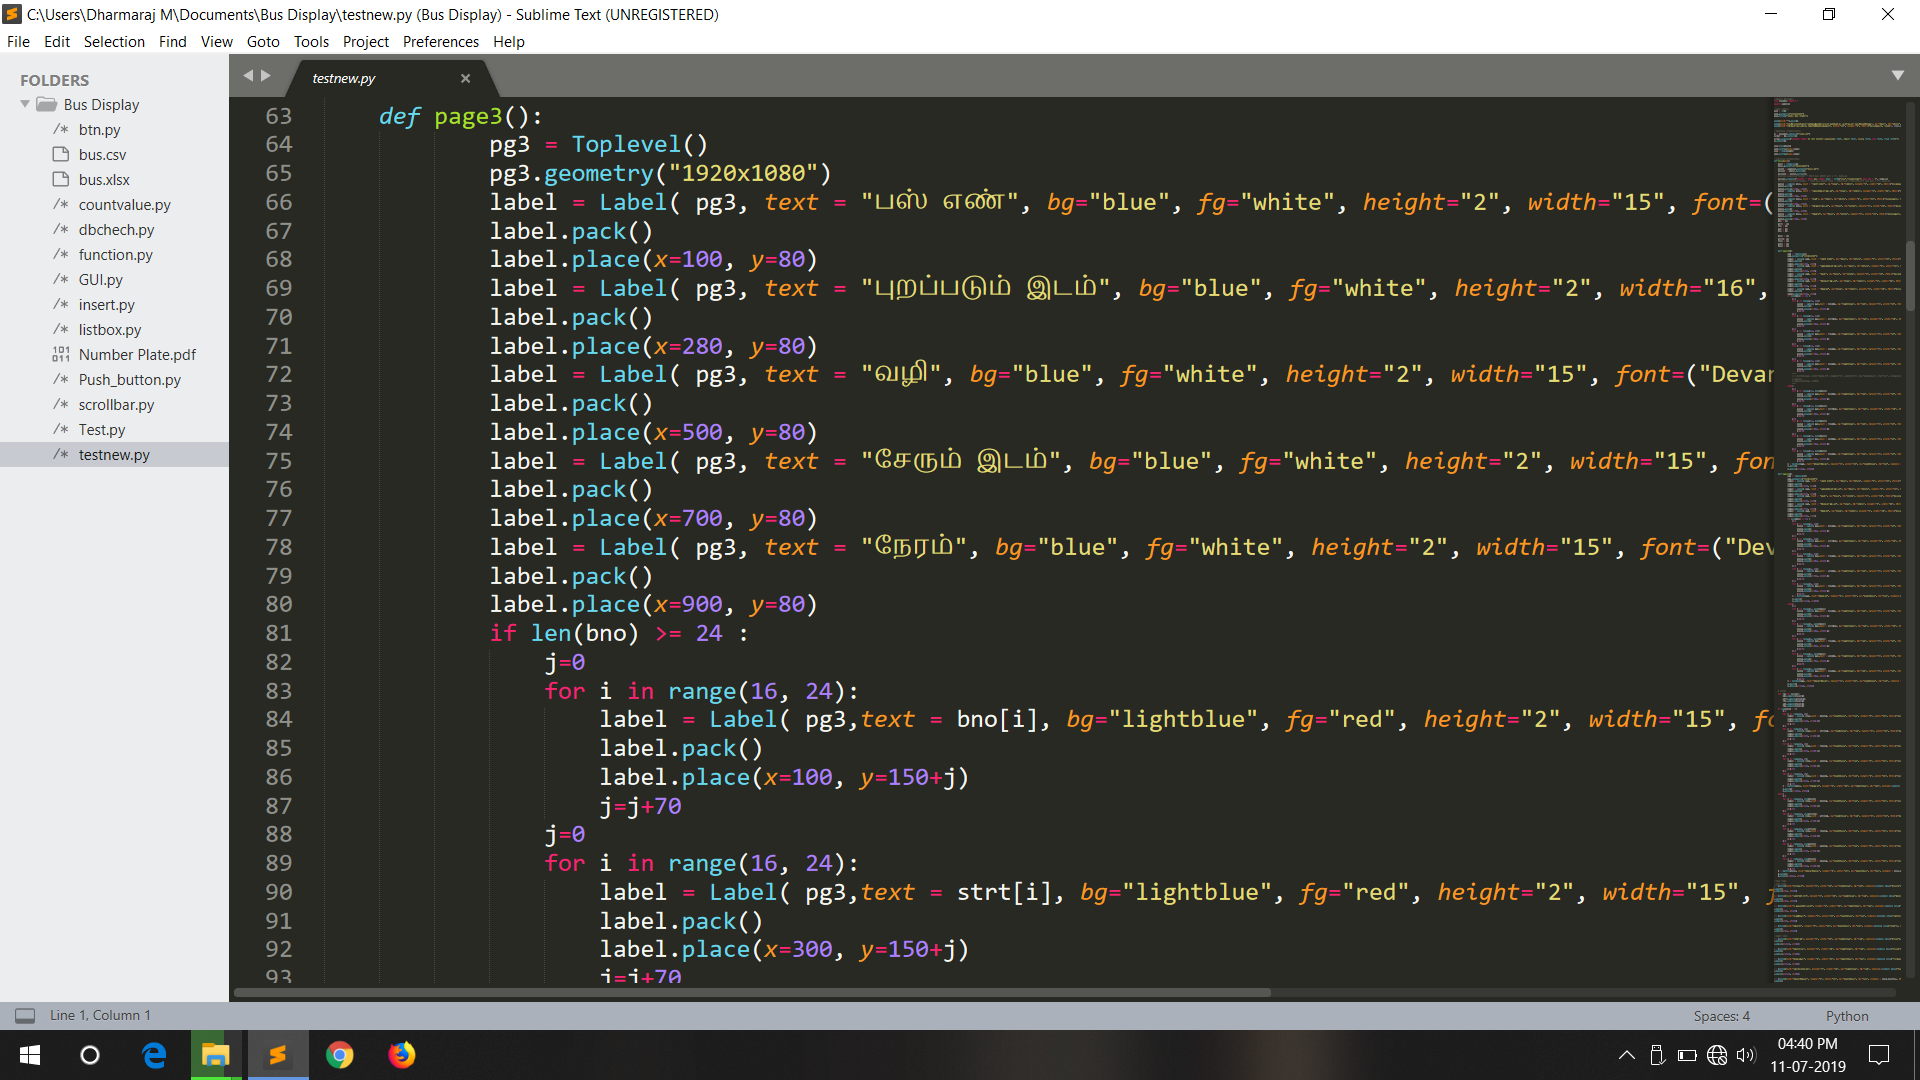 C:\Users\Dharmaraj M\Documents\Bus Display\testnew.py (Bus Display) - Sublime Text (UNREGISTERED)
File Edit Selection Find View Goto Tools Project Preferences Help
FOLDERS
Bus Display
/* btn.py
bus.csv
bus.xlsx
/* countvalue.py
/* dbchech.py
/* function.py
/* GUI.py
/* insert.py
/* listbox.py
Number Plate.pdf
/* Push_button.py
/* scrollbar.py
/* Test.py
/* testnew.py
testnew.py
63 def page3():
64 pg3 = Toplevel()
65 pg3.geometry("1920x1080")
66 label = Label( pg3, text = "பஸ் எண்", bg="blue", fg="white", height="2", width="15", font=(
67 label.pack()
68 label.place(x=100, y=80)
69 label = Label( pg3, text = "புறப்படும் இடம்", bg="blue", fg="white", height="2", width="16",
70 label.pack()
71 label.place(x=280, y=80)
72 label = Label( pg3, text = "வழி", bg="blue", fg="white", height="2", width="15", font=("Devan
73 label.pack()
74 label.place(x=500, y=80)
75 label = Label( pg3, text = "சேரும் இடம்", bg="blue", fg="white", height="2", width="15", fon
76 label.pack()
77 label.place(x=700, y=80)
78 label = Label( pg3, text = "நேரம்", bg="blue", fg="white", height="2", width="15", font=("Dev
79 label.pack()
80 label.place(x=900, y=80)
81 if len(bno) >= 24 :
82 j=0
83 for i in range(16, 24):
84 label = Label( pg3,text = bno[i], bg="lightblue", fg="red", height="2", width="15", fo
85 label.pack()
86 label.place(x=100, y=150+j)
87 j=j+70
88 j=0
89 for i in range(16, 24):
90 label = Label( pg3,text = strt[i], bg="lightblue", fg="red", height="2", width="15", f
91 label.pack()
92 label.place(x=300, y=150+j)
93 j=j+70
Line 1, Column 1
Spaces: 4
Python
04:40 PM
11-07-2019